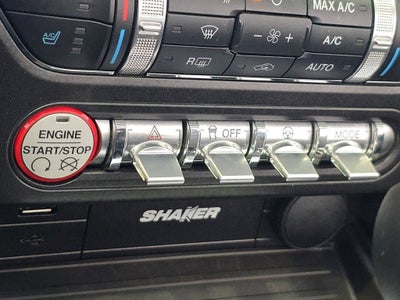 MAX A/C
A/C
R
AUTO
ENGINE
START/STOP
OFF
MODE
SHAKER